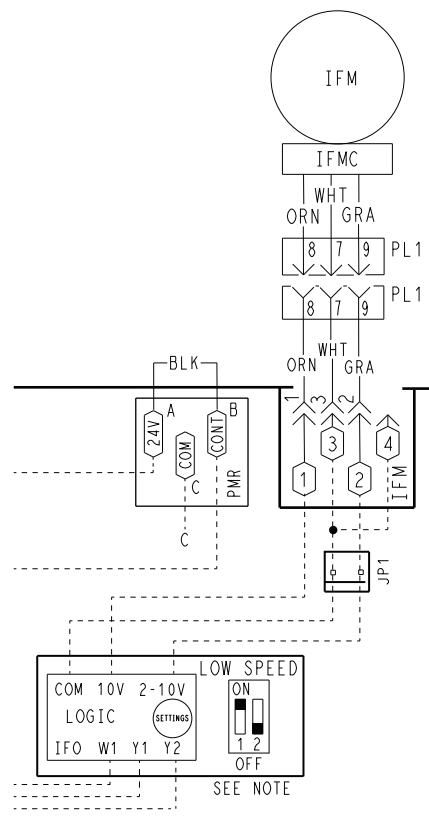 IFM
IFMC
WHT
ORN GRA
8 7 9 PL1
PL1
8 7 9
WHT
ORN GRA
BLK
1 3 2
A B
24V COM CONT
C
PMR
3 4
1 2
IFM
C
JP1
LOW SPEED
COM 10V 2-10V
ON
LOGIC
SETTINGS
1 2
IFO W1 Y1 Y2
OFF
SEE NOTE